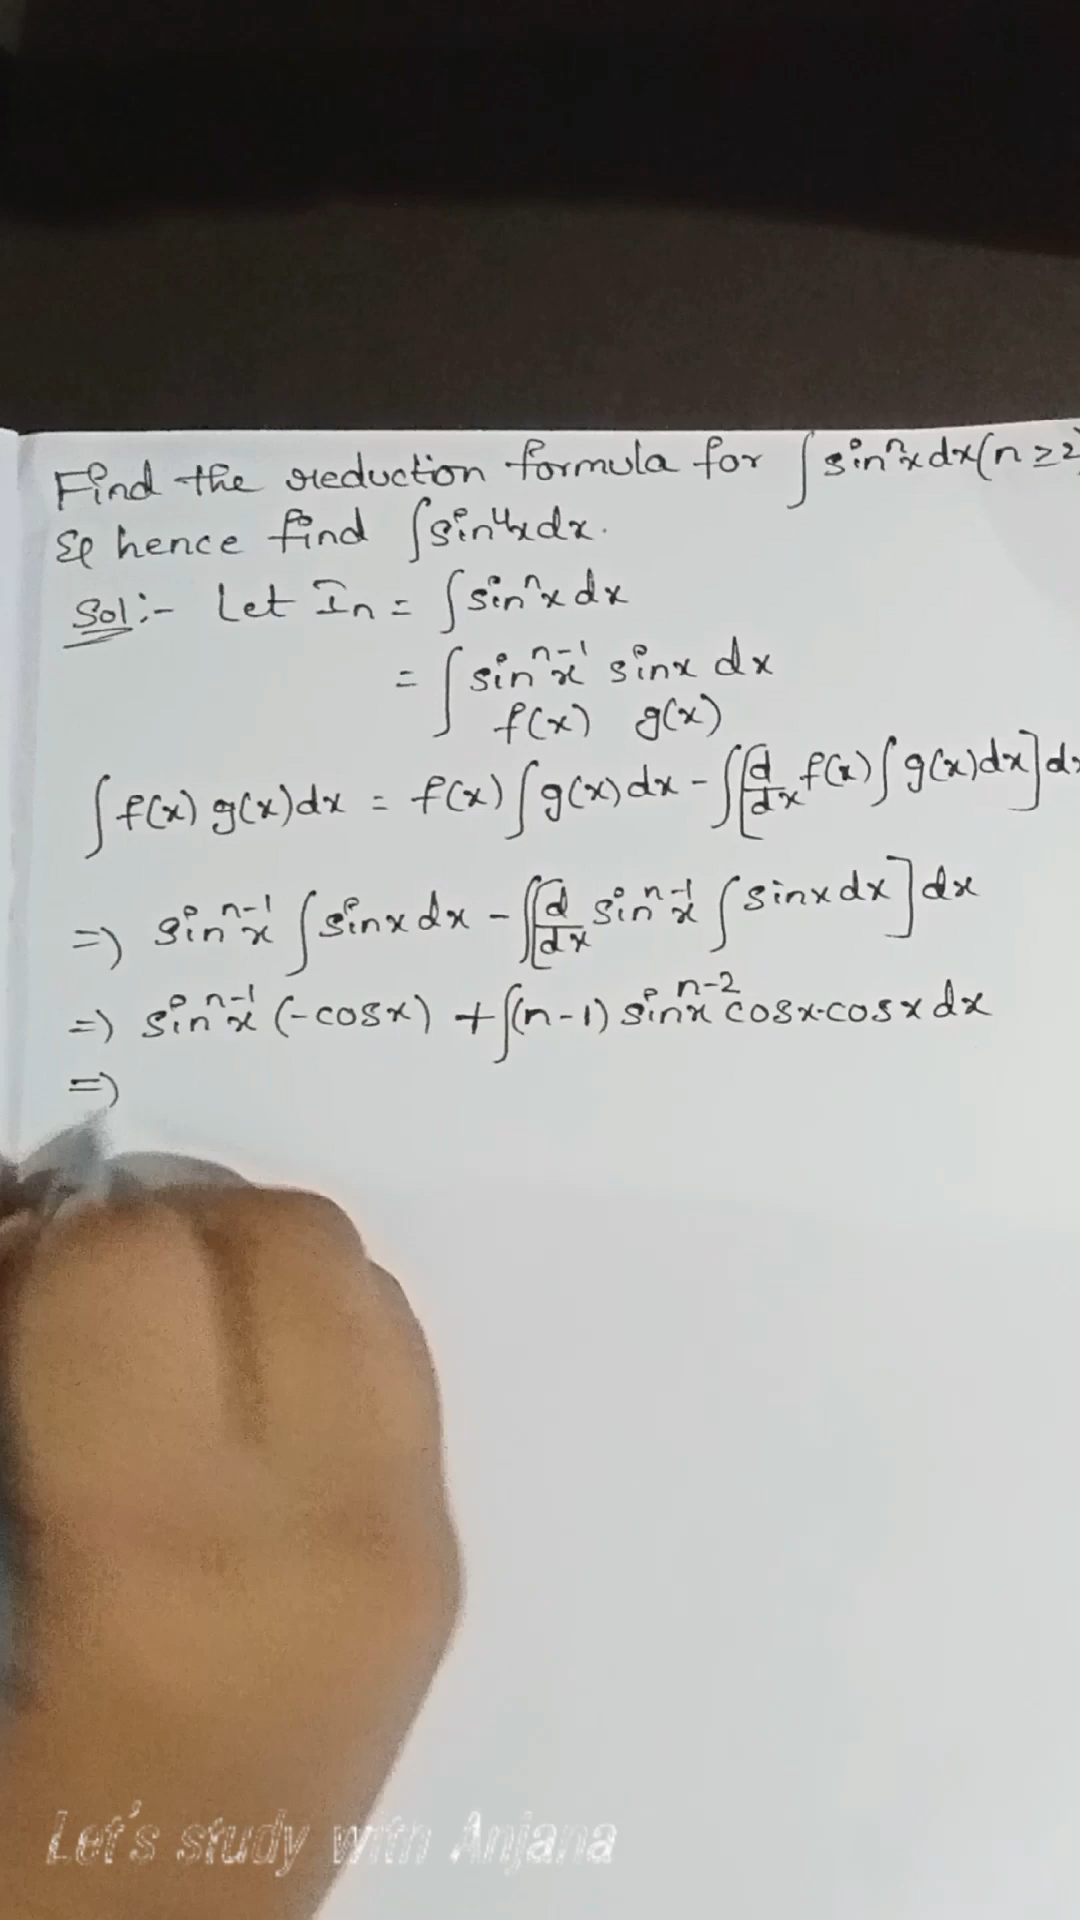 Find the reduction formula for ∫sinⁿx dx (n ≥ 2)
& hence find ∫sin⁴x dx.
Sol:- Let In = ∫sinⁿx dx
= ∫sinⁿ⁻¹x sinx dx
f(x) g(x)
∫f(x) g(x)dx = f(x)∫g(x)dx - ∫[d/dx f(x)∫g(x)dx]dx
=) sinⁿ⁻¹x ∫sinx dx - ∫[d/dx sinⁿ⁻¹x ∫sinx dx]dx
=) sinⁿ⁻¹x (-cosx) + ∫(n-1) sinⁿ⁻²x cosx·cosx dx
=)
Let's study with Anjana